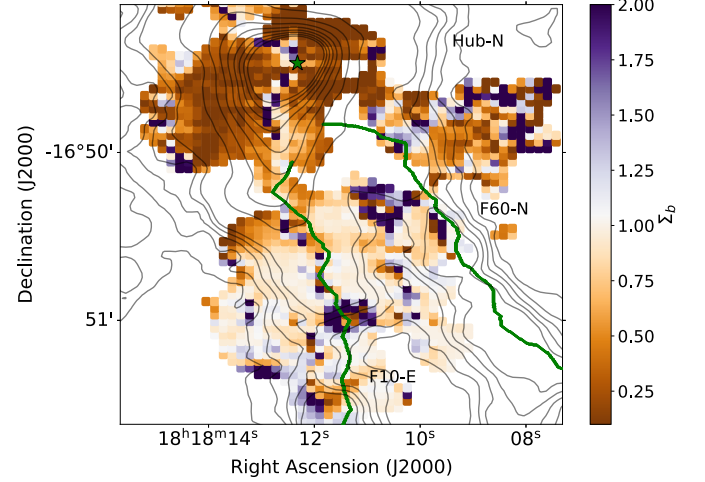 Hub-N
F60-N
F10-E
-16°50'
51'
Declination (J2000)
18ʰ18ᵐ14ˢ
12ˢ
10ˢ
08ˢ
Right Ascension (J2000)
2.00
1.75
1.50
1.25
1.00
0.75
0.50
0.25
Σ_b